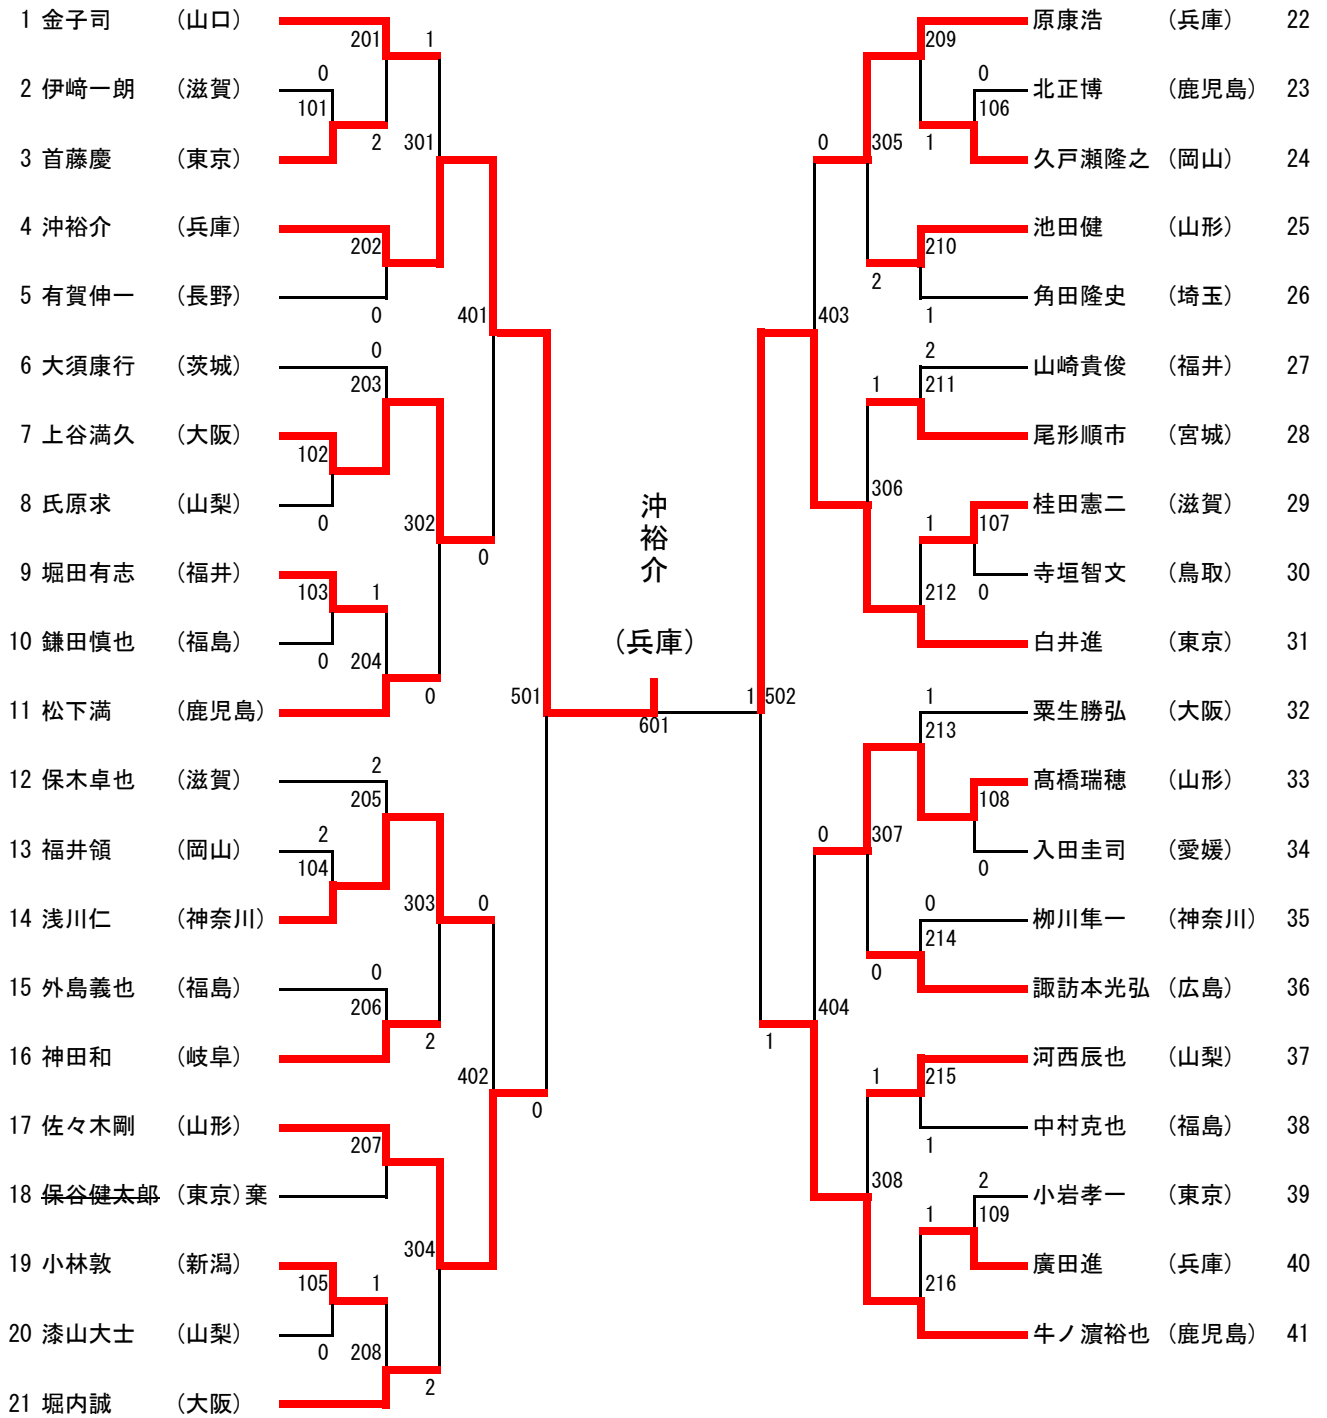 1 金子司 (山口)
201 1
0
2 伊﨑一朗 (滋賀)
101
2 301
3 首藤慶 (東京)
4 沖裕介 (兵庫)
202
5 有賀伸一 (長野)
0
401
0
6 大須康行 (茨城)
203
7 上谷満久 (大阪)
102
8 氏原求 (山梨)
0
302
0
9 堀田有志 (福井)
103 1
10 鎌田慎也 (福島)
0 204
0
11 松下満 (鹿児島)
501
2
12 保木卓也 (滋賀)
205
2
13 福井領 (岡山)
104
303 0
14 浅川仁 (神奈川)
0
15 外島義也 (福島)
206
2
16 神田和 (岐阜)
402
0
17 佐々木剛 (山形)
207
18 保谷健太郎 (東京)棄
304
19 小林敦 (新潟)
105 1
20 漆山大士 (山梨)
0 208
2
21 堀内誠 (大阪)
沖裕介
(兵庫)
601
原康浩 (兵庫) 22
209
0
北正博 (鹿児島) 23
106
0 305 1
久戸瀬隆之 (岡山) 24
池田健 (山形) 25
210
2
角田隆史 (埼玉) 26
1
403
2
山崎貴俊 (福井) 27
1 211
尾形順市 (宮城) 28
306
桂田憲二 (滋賀) 29
1 107
寺垣智文 (鳥取) 30
212 0
白井進 (東京) 31
1 502
1
粟生勝弘 (大阪) 32
213
髙橋瑞穂 (山形) 33
108
0 307
入田圭司 (愛媛) 34
0
0
栁川隼一 (神奈川) 35
214
0
諏訪本光弘 (広島) 36
404
1
河西辰也 (山梨) 37
1 215
中村克也 (福島) 38
1
308 2
小岩孝一 (東京) 39
1 109
廣田進 (兵庫) 40
216
牛ノ濵裕也 (鹿児島) 41